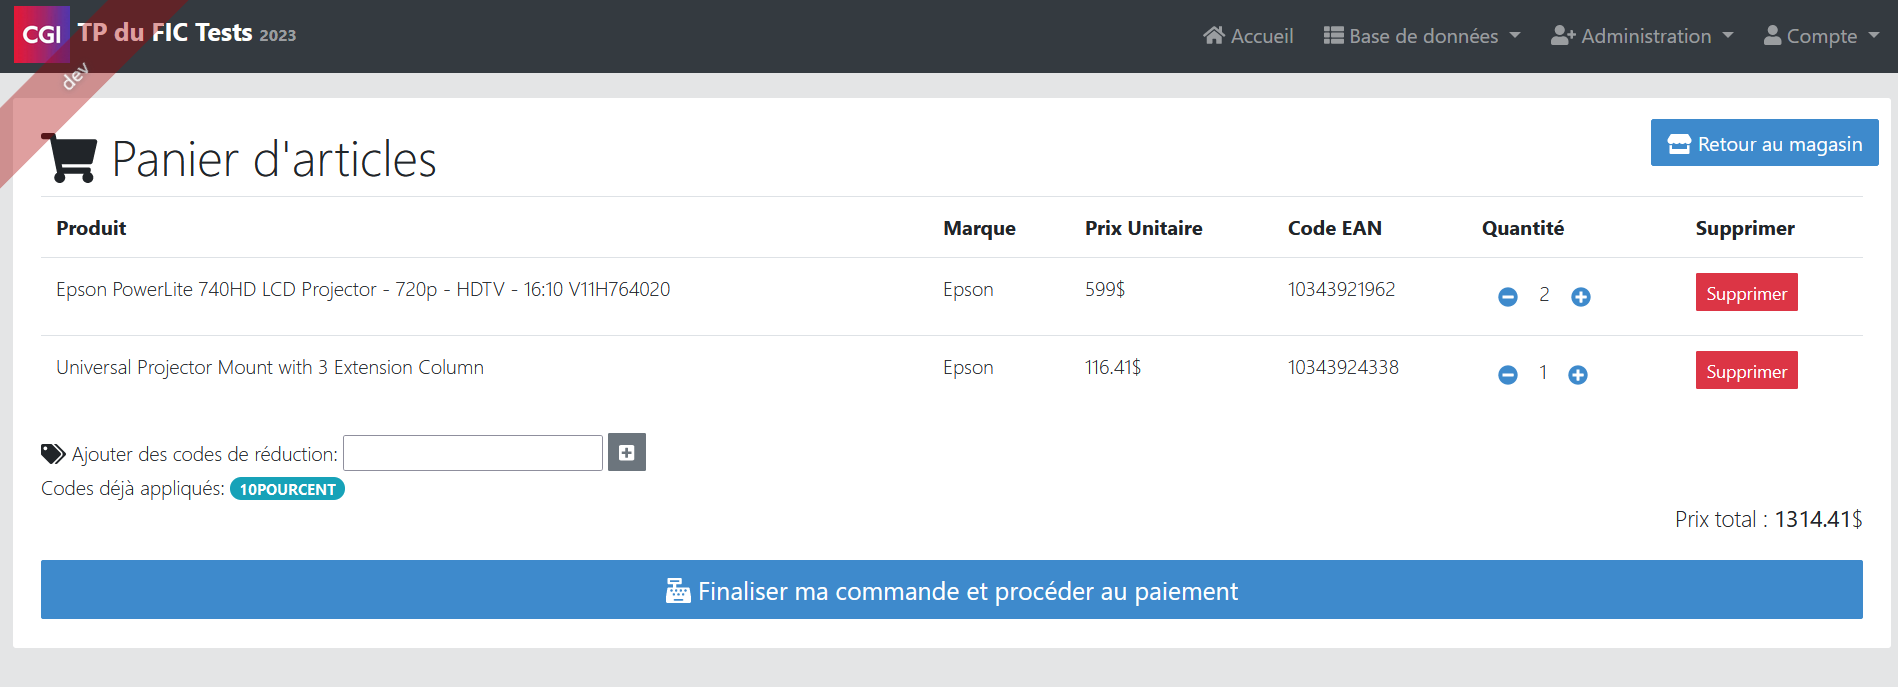 CGI TP du FIC Tests 2023
Accueil Base de données Administration Compte
dev
Panier d'articles
Retour au magasin
Produit Marque Prix Unitaire Code EAN Quantité Supprimer
Epson PowerLite 740HD LCD Projector - 720p - HDTV - 16:10 V11H764020 Epson 599$ 10343921962 2 Supprimer
Universal Projector Mount with 3 Extension Column Epson 116.41$ 10343924338 1 Supprimer
Ajouter des codes de réduction:
Codes déjà appliqués: 10POURCENT
Prix total : 1314.41$
Finaliser ma commande et procéder au paiement